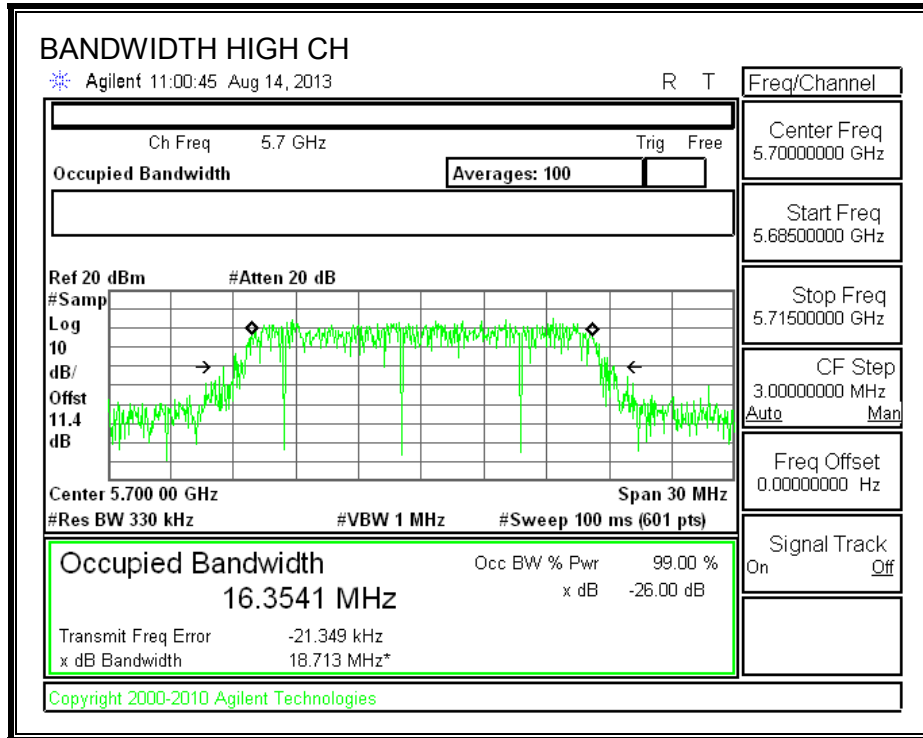 BANDWIDTH HIGH CH
Agilent 11:00:45 Aug 14, 2013 R T
Freq/Channel
Ch Freq 5.7 GHz Trig Free
Occupied Bandwidth Averages: 100
Center Freq
5.70000000 GHz
Start Freq
5.68500000 GHz
Stop Freq
5.71500000 GHz
CF Step
3.00000000 MHz
Auto Man
Freq Offset
0.00000000 Hz
Signal Track
On Off
Ref 20 dBm #Atten 20 dB
#Samp
Log
10
dB/
Offst
11.4
dB
Center 5.700 00 GHz Span 30 MHz
#Res BW 330 kHz #VBW 1 MHz #Sweep 100 ms (601 pts)
Occupied Bandwidth Occ BW % Pwr 99.00 %
16.3541 MHz x dB -26.00 dB
Transmit Freq Error -21.349 kHz
x dB Bandwidth 18.713 MHz*
Copyright 2000-2010 Agilent Technologies